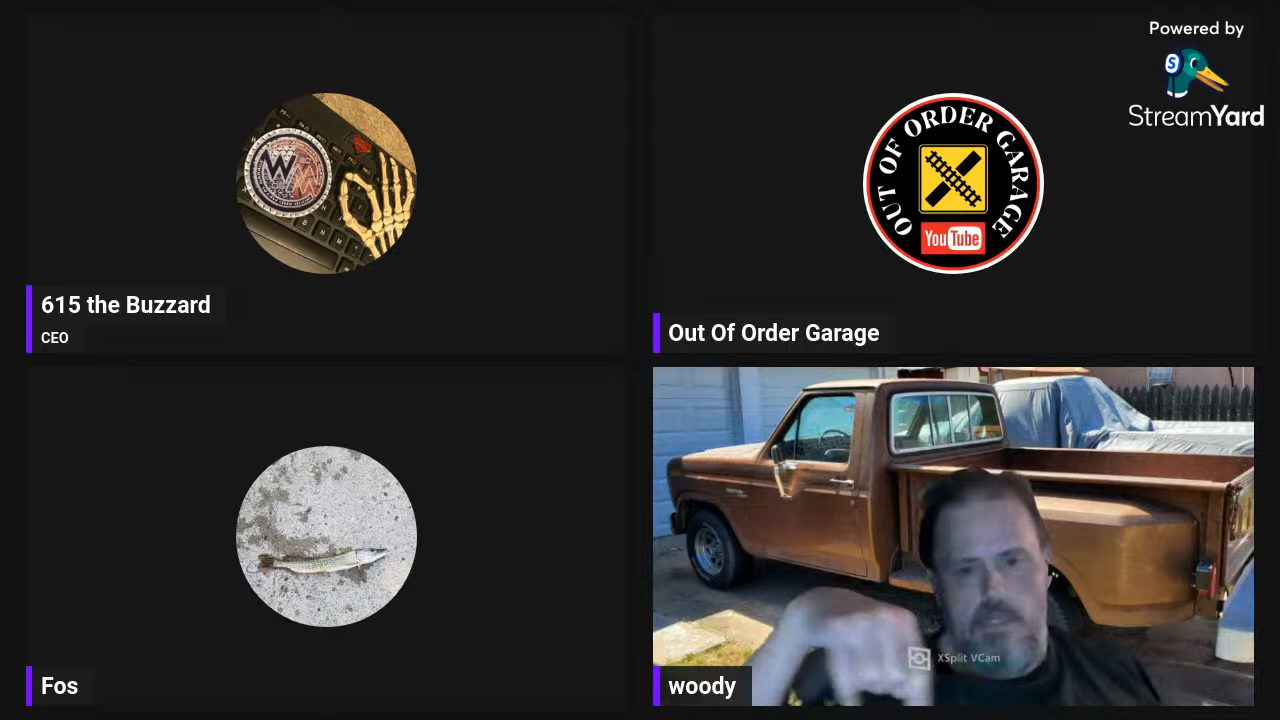 Powered by
S
StreamYard
W
615 the Buzzard
CEO
OUT OF ORDER GARAGE
YouTube
Out Of Order Garage
Fos
XSplit VCam
woody